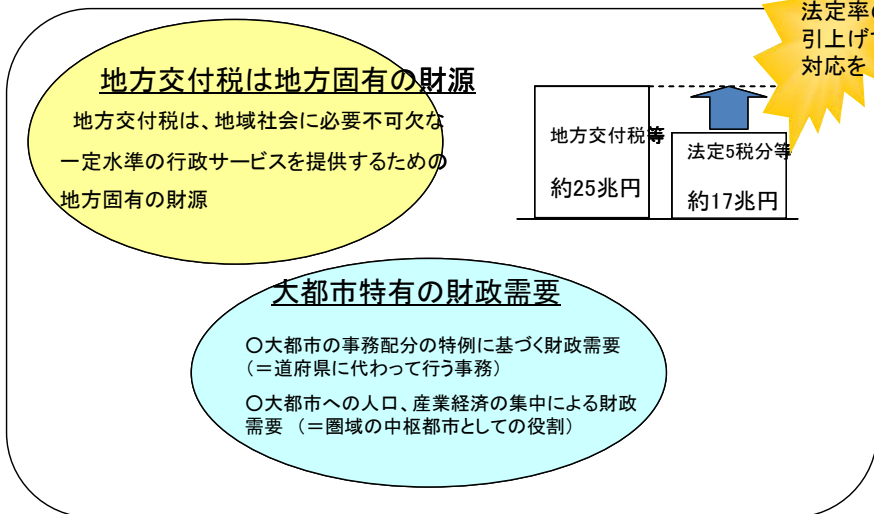 法定率の
引上げで
対応を
地方交付税は地方固有の財源
地方交付税は、地域社会に必要不可欠な
一定水準の行政サービスを提供するための
地方固有の財源
地方交付税等
約25兆円
法定5税分等
約17兆円
大都市特有の財政需要
○大都市の事務配分の特例に基づく財政需要
(=道府県に代わって行う事務)
○大都市への人口、産業経済の集中による財政
需要 (=圏域の中枢都市としての役割)